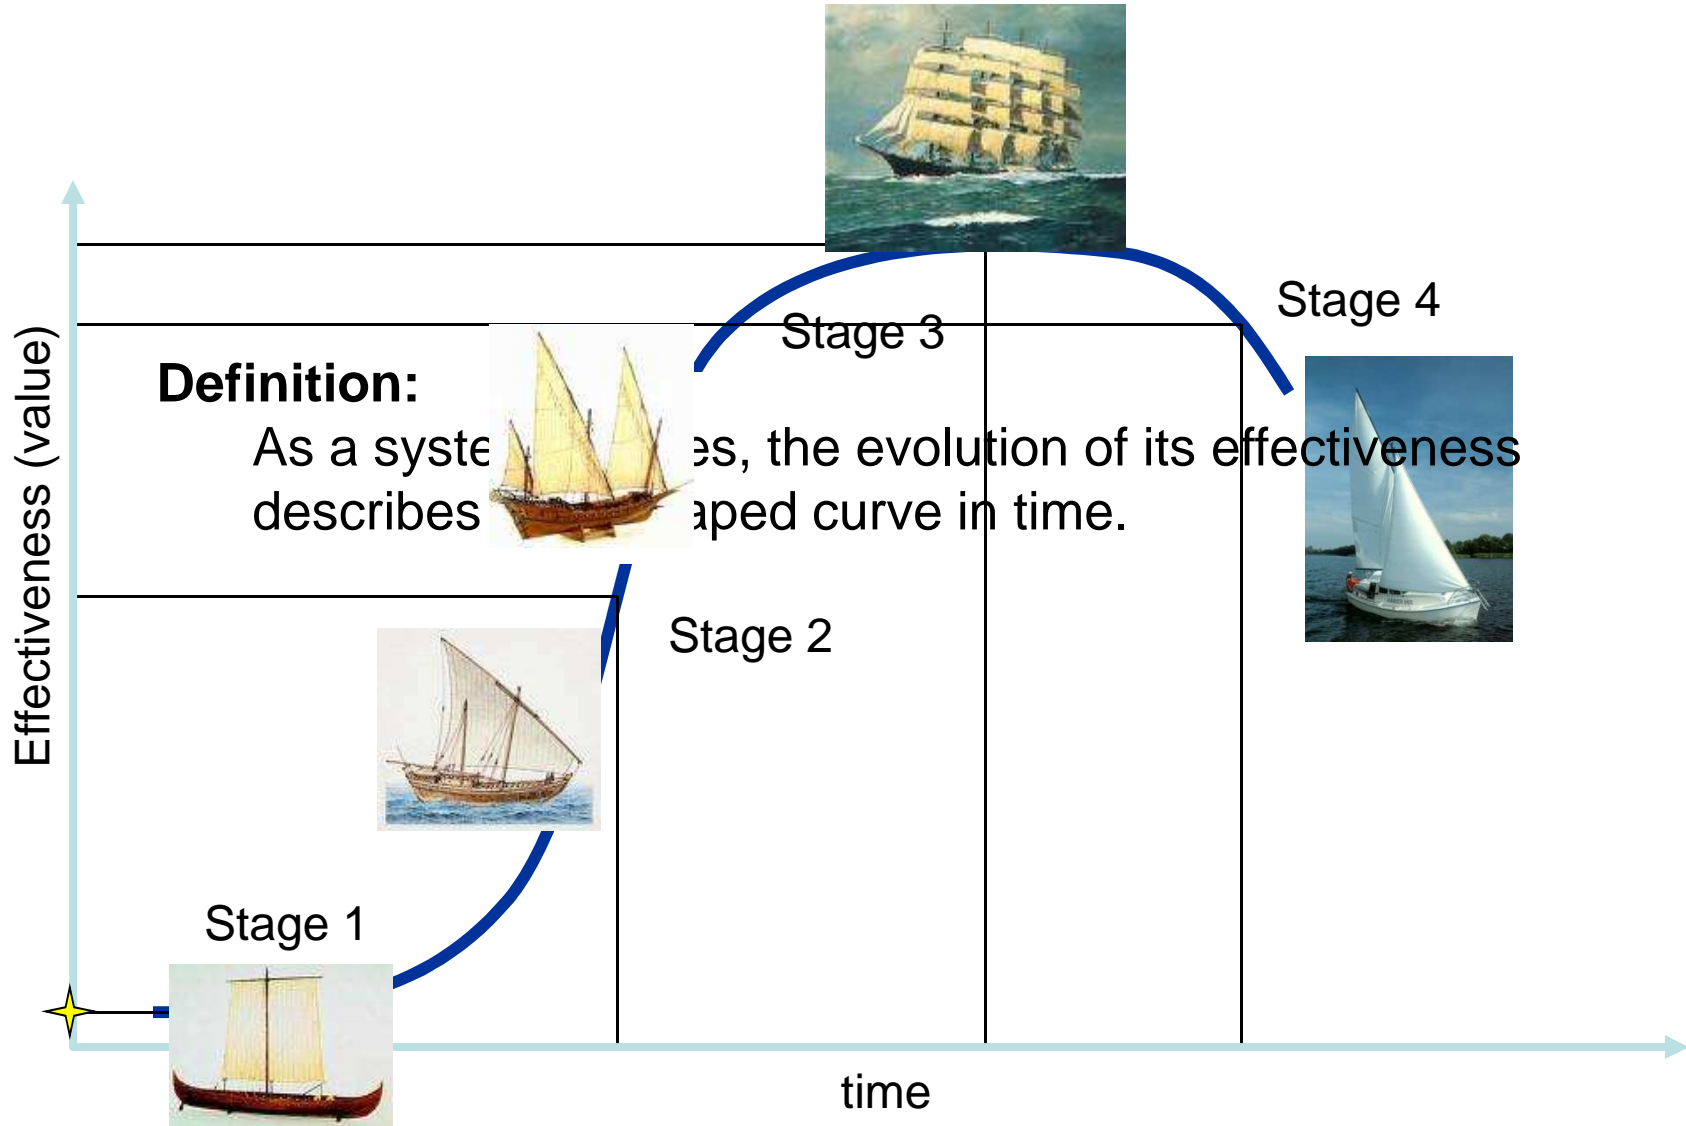 Stage 4
Stage 3
Effectiveness (value)
Definition:
As a syste es, the evolution of its effectiveness
describes aped curve in time.
Stage 2
Stage 1
time